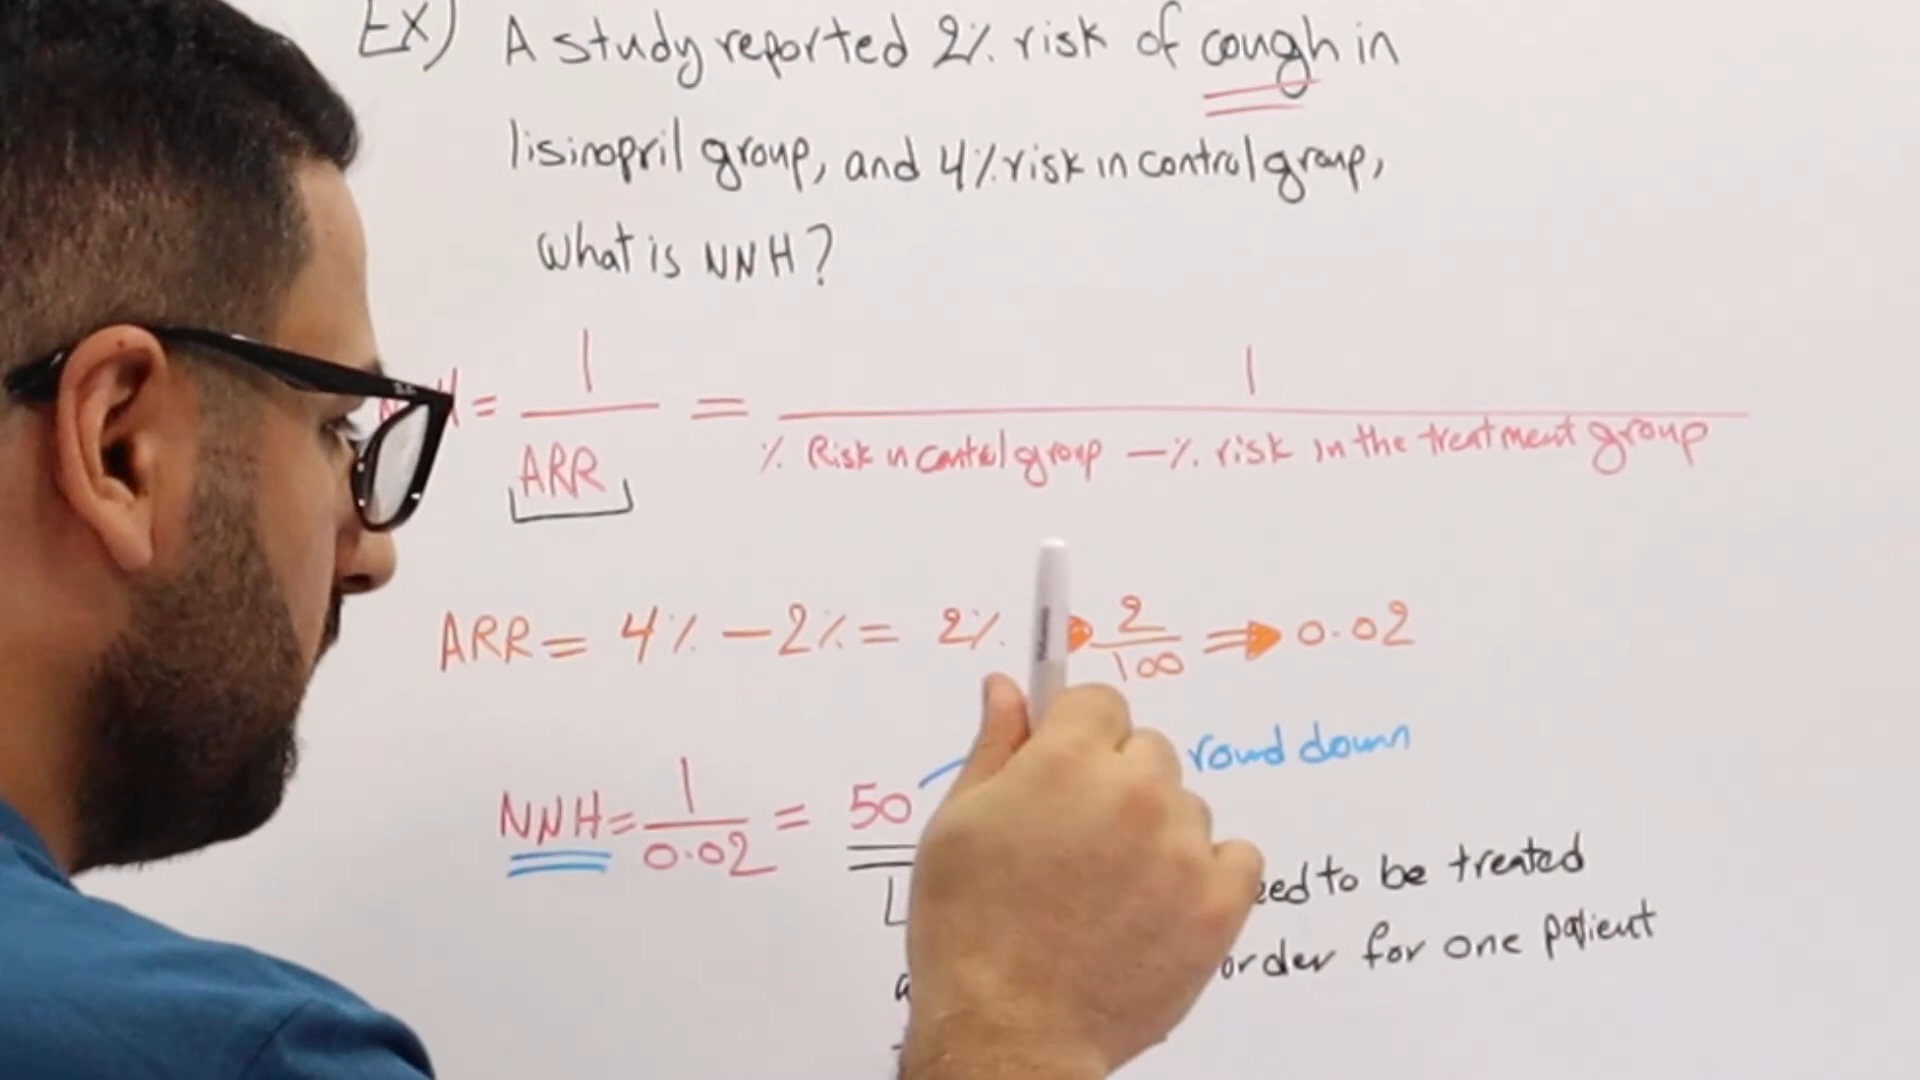 Ex) A study reported 2% risk of cough in
lisinopril group, and 4% risk in control group,
what is NNH?
H = 1/ARR = 1/% Risk in control group - % risk in the treatment group
ARR = 4% - 2% = 2% 2/100 ⇒ 0.02
round down
NNH = 1/0.02 = 50
to be treated
order for one patient